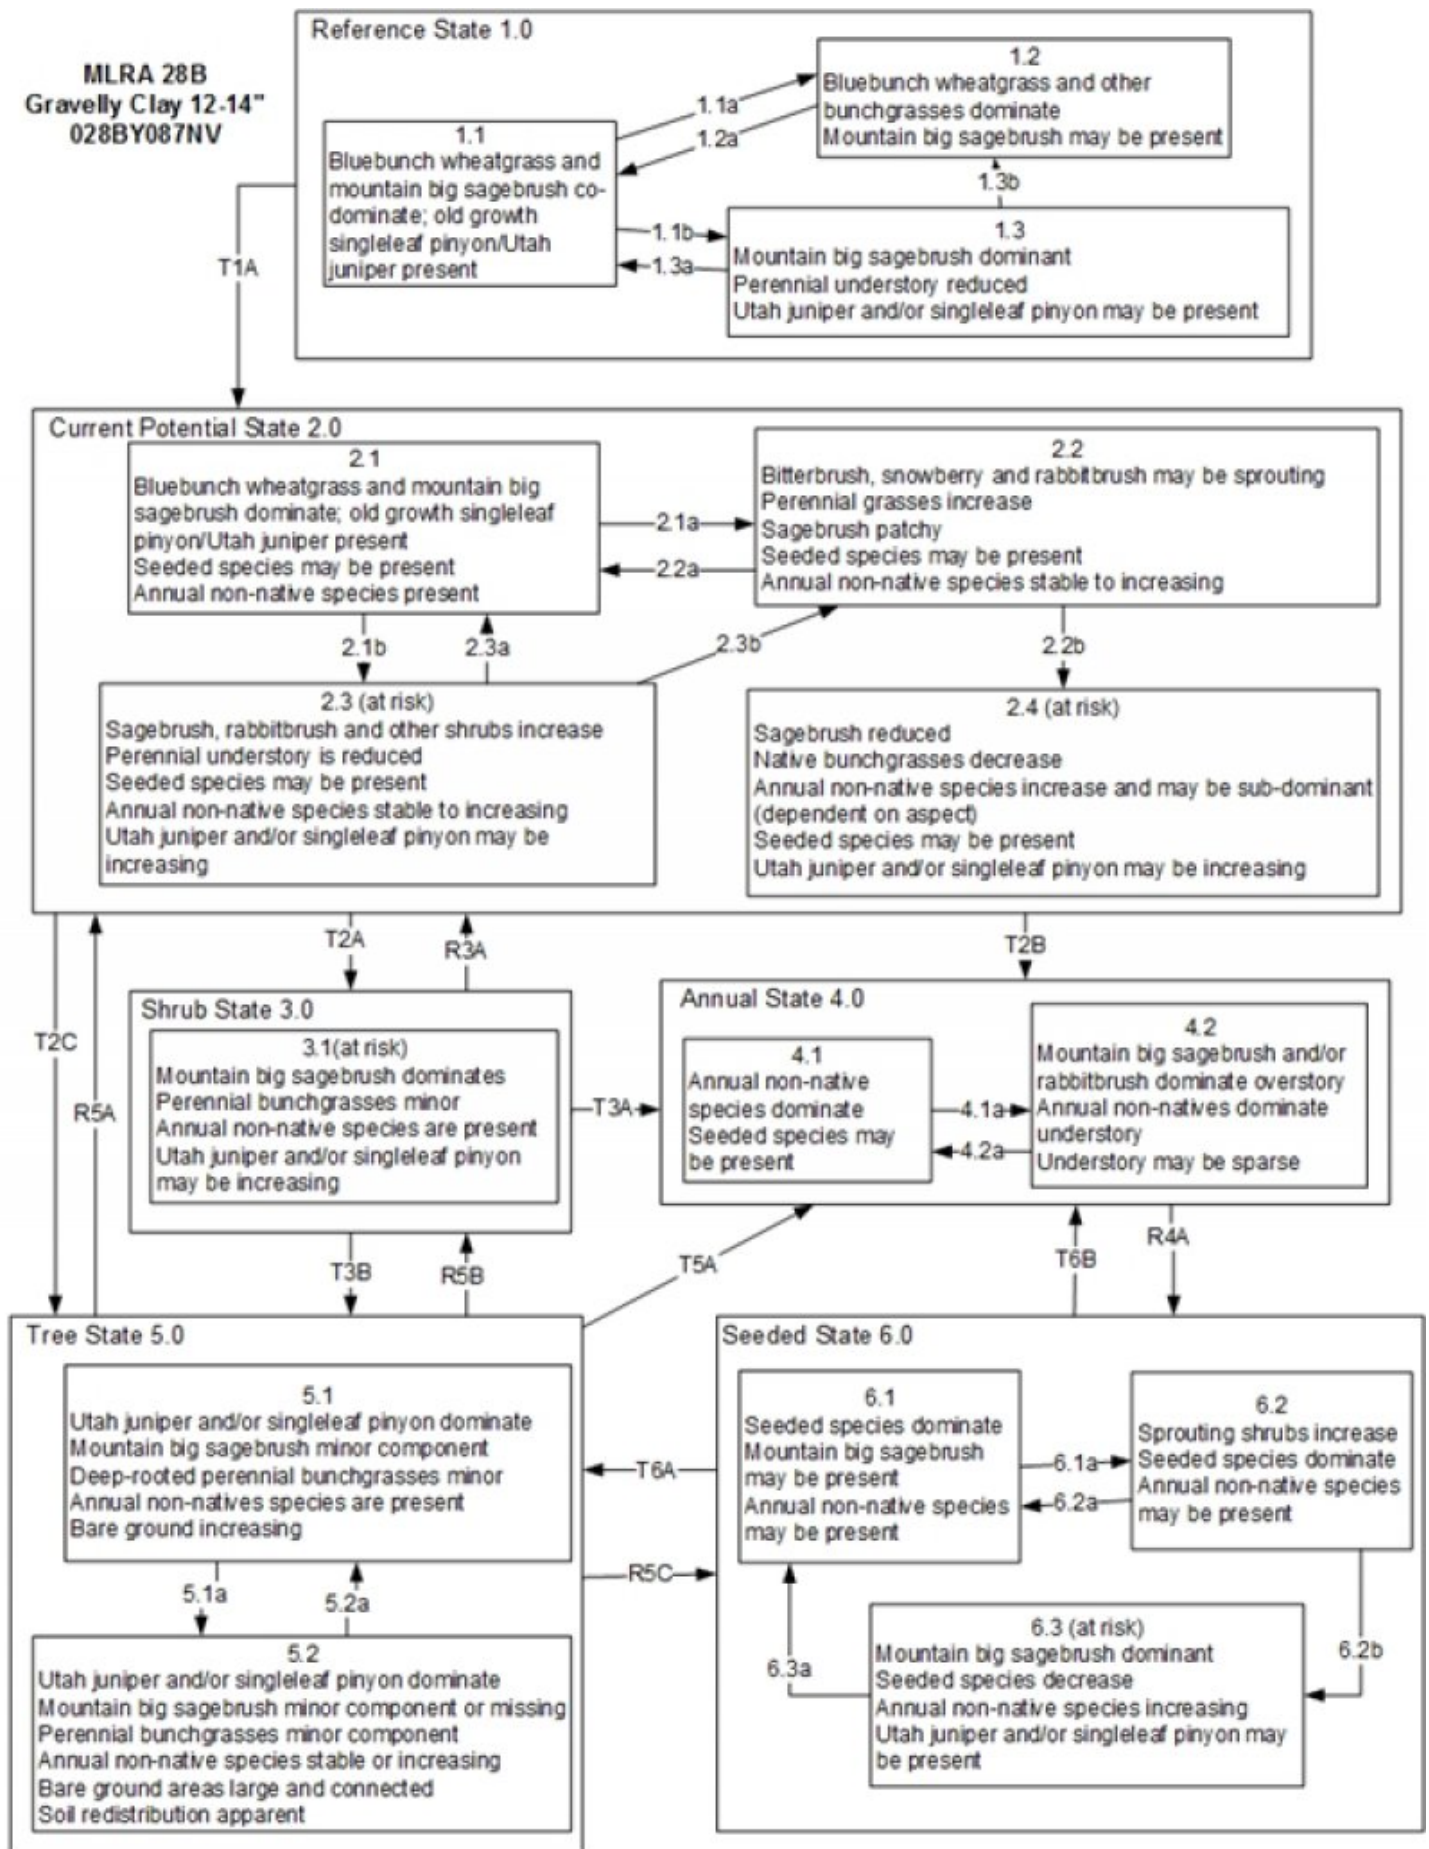 MLRA 28B
Gravelly Clay 12-14"
028BY087NV
Reference State 1.0
1.1
Bluebunch wheatgrass and
mountain big sagebrush co-
dominate; old growth
singleleaf pinyon/Utah
juniper present
1.1a
1.2a
1.2
Bluebunch wheatgrass and other
bunchgrasses dominate
Mountain big sagebrush may be present
1.3b
1.1b
1.3a
1.3
Mountain big sagebrush dominant
Perennial understory reduced
Utah juniper and/or singleleaf pinyon may be present
T1A
Current Potential State 2.0
2.1
Bluebunch wheatgrass and mountain big
sagebrush dominate; old growth singleleaf
pinyon/Utah juniper present
Seeded species may be present
Annual non-native species present
2.1a
2.2a
2.2
Bitterbrush, snowberry and rabbitbrush may be sprouting
Perennial grasses increase
Sagebrush patchy
Seeded species may be present
Annual non-native species stable to increasing
2.1b
2.3a
2.3b
2.2b
2.3 (at risk)
Sagebrush, rabbitbrush and other shrubs increase
Perennial understory is reduced
Seeded species may be present
Annual non-native species stable to increasing
Utah juniper and/or singleleaf pinyon may be
increasing
2.4 (at risk)
Sagebrush reduced
Native bunchgrasses decrease
Annual non-native species increase and may be sub-dominant
(dependent on aspect)
Seeded species may be present
Utah juniper and/or singleleaf pinyon may be increasing
T2C
R5A
T2A
R3A
T2B
Shrub State 3.0
3.1(at risk)
Mountain big sagebrush dominates
Perennial bunchgrasses minor
Annual non-native species are present
Utah juniper and/or singleleaf pinyon
may be increasing
T3A
Annual State 4.0
4.1
Annual non-native
species dominate
Seeded species may
be present
4.1a
4.2a
4.2
Mountain big sagebrush and/or
rabbitbrush dominate overstory
Annual non-natives dominate
understory
Understory may be sparse
T3B
R5B
T5A
T6B
R4A
Tree State 5.0
5.1
Utah juniper and/or singleleaf pinyon dominate
Mountain big sagebrush minor component
Deep-rooted perennial bunchgrasses minor
Annual non-natives species are present
Bare ground increasing
5.1a
5.2a
5.2
Utah juniper and/or singleleaf pinyon dominate
Mountain big sagebrush minor component or missing
Perennial bunchgrasses minor component
Annual non-native species stable or increasing
Bare ground areas large and connected
Soil redistribution apparent
T6A
R5C
Seeded State 6.0
6.1
Seeded species dominate
Mountain big sagebrush
may be present
Annual non-native species
may be present
6.1a
6.2a
6.2
Sprouting shrubs increase
Seeded species dominate
Annual non-native species
may be present
6.3a
6.2b
6.3 (at risk)
Mountain big sagebrush dominant
Seeded species decrease
Annual non-native species increasing
Utah juniper and/or singleleaf pinyon may
be present